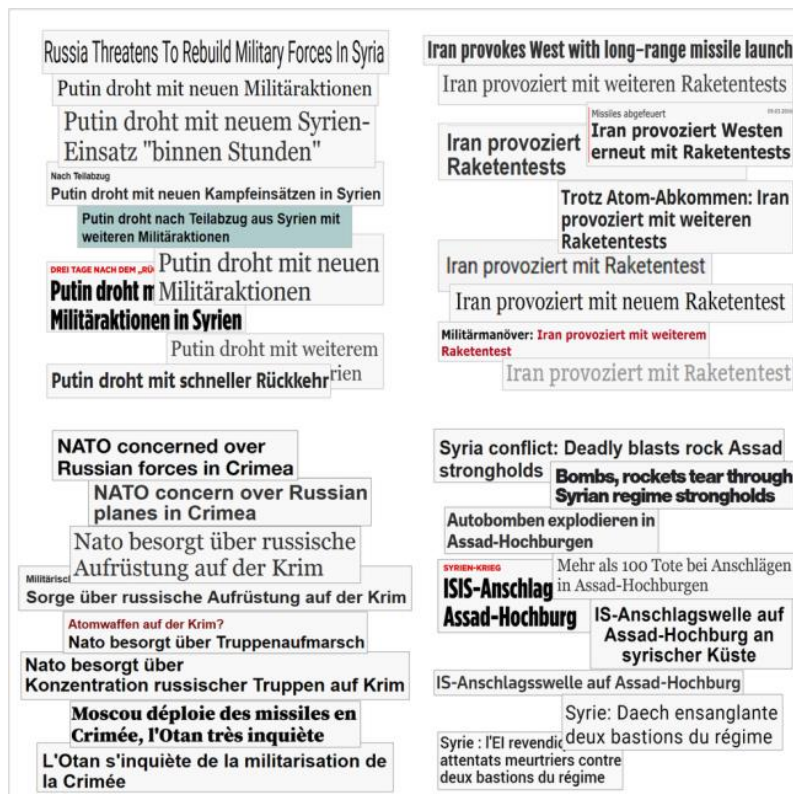 Russia Threatens To Rebuild Military Forces In Syria
Putin droht mit neuen Militäraktionen
Putin droht mit neuem Syrien-
Einsatz "binnen Stunden"
Nach Teilabzug
Putin droht mit neuen Kampfeinsätzen in Syrien
Putin droht nach Teilabzug aus Syrien mit
weiteren Militäraktionen
DREI TAGE NACH DEM „RÜ
Putin droht m
Militäraktionen in Syrien
Putin droht mit neuen
Militäraktionen
Putin droht mit weiterem
rien
Putin droht mit schneller Rückkehr
Iran provokes West with long-range missile launch
Iran provoziert mit weiteren Raketentests
Missiles abgefeuert
Iran provoziert Westen
erneut mit Raketentests
Iran provoziert
Raketentests
Trotz Atom-Abkommen: Iran
provoziert mit weiteren
Raketentests
Iran provoziert mit Raketentest
Iran provoziert mit neuem Raketentest
Militärmanöver: Iran provoziert mit weiterem
Raketentest
Iran provoziert mit Raketentest
NATO concerned over
Russian forces in Crimea
NATO concern over Russian
planes in Crimea
Nato besorgt über russische
Aufrüstung auf der Krim
Militärisc
Sorge über russische Aufrüstung auf der Krim
Atomwaffen auf der Krim?
Nato besorgt über Truppenaufmarsch
Nato besorgt über
Konzentration russischer Truppen auf Krim
Moscou déploie des missiles en
Crimée, l'Otan très inquiète
L'Otan s'inquiète de la militarisation de
la Crimée
Syria conflict: Deadly blasts rock Assad
strongholds
Bombs, rockets tear through
Syrian regime strongholds
Autobomben explodieren in
Assad-Hochburgen
SYRIEN-KRIEG
ISIS-Anschlag
Assad-Hochburg
Mehr als 100 Tote bei Anschlägen
in Assad-Hochburgen
IS-Anschlagswelle auf
Assad-Hochburg an
syrischer Küste
IS-Anschlagsswelle auf Assad-Hochburg
Syrie: Daech ensanglante
deux bastions du régime
Syrie : l'EI revendiq
attentats meurtriers contre
deux bastions du régime